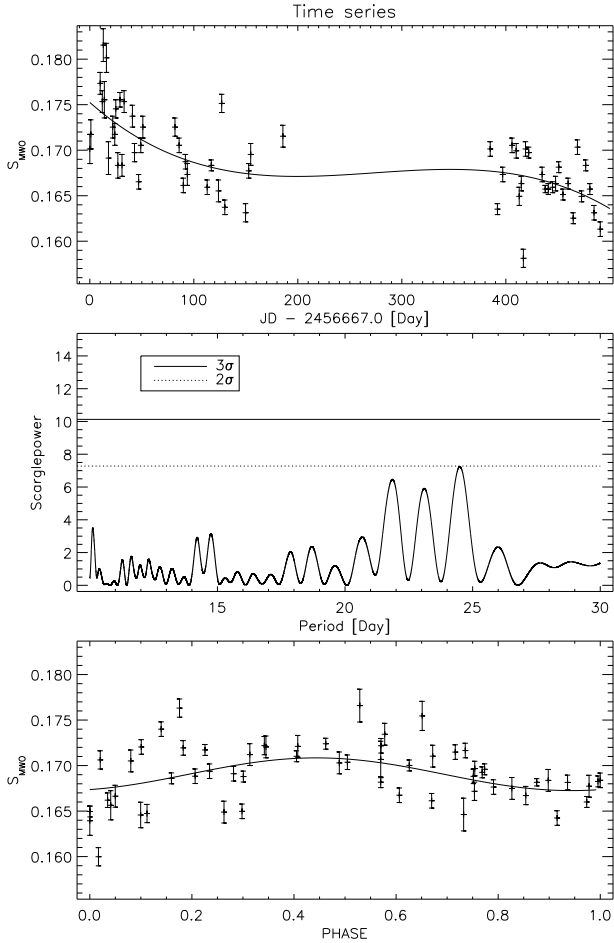 Time series
0.180
0.175
0.170
0.165
0.160
S_MWO
0 100 200 300 400
JD − 2456667.0 [Day]
14
12
10
8
6
4
2
0
Scarglepower
3σ
2σ
15 20 25 30
Period [Day]
0.180
0.175
0.170
0.165
0.160
S_MWO
0.0 0.2 0.4 0.6 0.8 1.0
PHASE